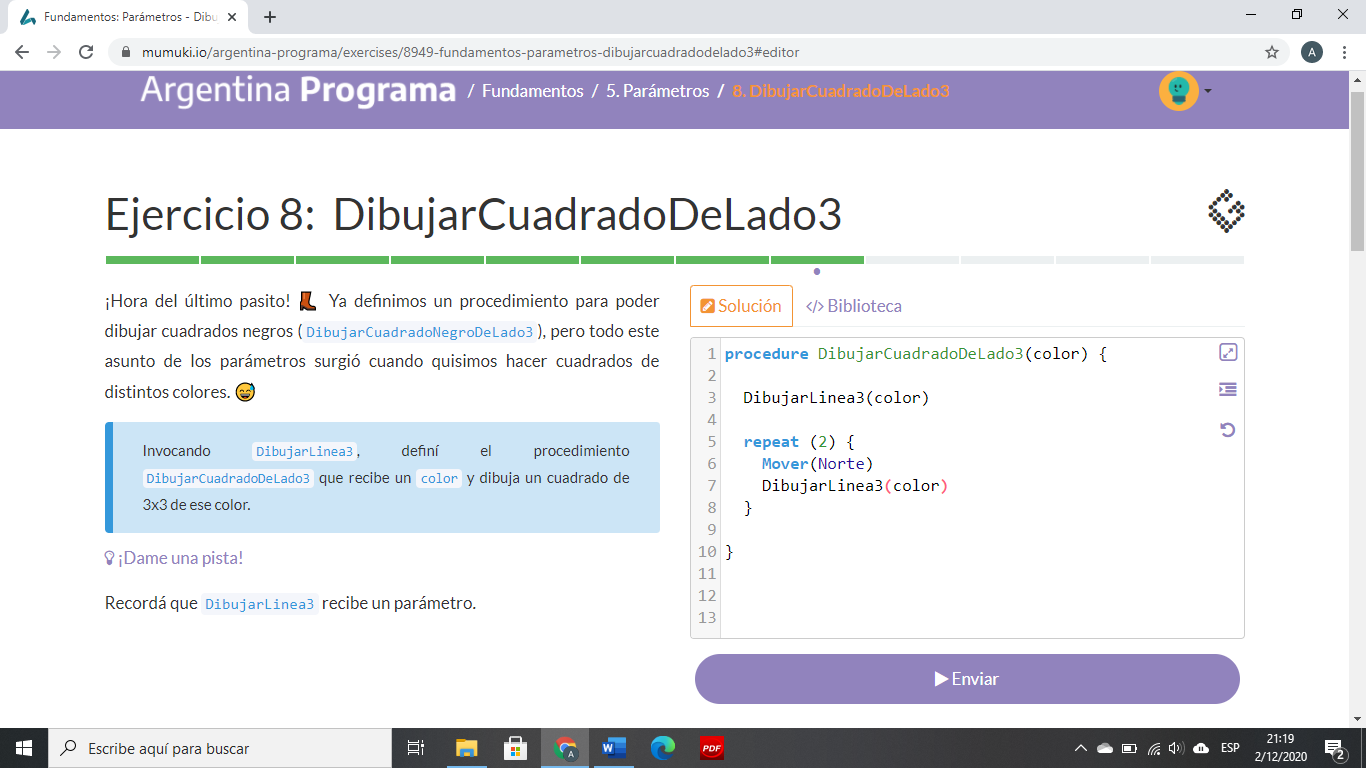 Fundamentos: Parámetros - Dibu
mumuki.io/argentina-programa/exercises/8949-fundamentos-parametros-dibujarcuadradodelado3#editor
A
Argentina Programa / Fundamentos / 5. Parámetros / 8. DibujarCuadradoDeLado3
Ejercicio 8: DibujarCuadradoDeLado3
¡Hora del último pasito! Ya definimos un procedimiento para poder
dibujar cuadrados negros ( DibujarCuadradoNegroDeLado3 ), pero todo este
asunto de los parámetros surgió cuando quisimos hacer cuadrados de
distintos colores.
Invocando DibujarLinea3, definí el procedimiento
DibujarCuadradoDeLado3 que recibe un color y dibuja un cuadrado de
3x3 de ese color.
¡Dame una pista!
Recordá que DibujarLinea3 recibe un parámetro.
Solución
</> Biblioteca
1 procedure DibujarCuadradoDeLado3(color) {
2
3 DibujarLinea3(color)
4
5 repeat (2) {
6 Mover(Norte)
7 DibujarLinea3(color)
8 }
9
10 }
11
12
13
Enviar
Escribe aquí para buscar
A
W
PDF
ESP
21:19
2/12/2020
2